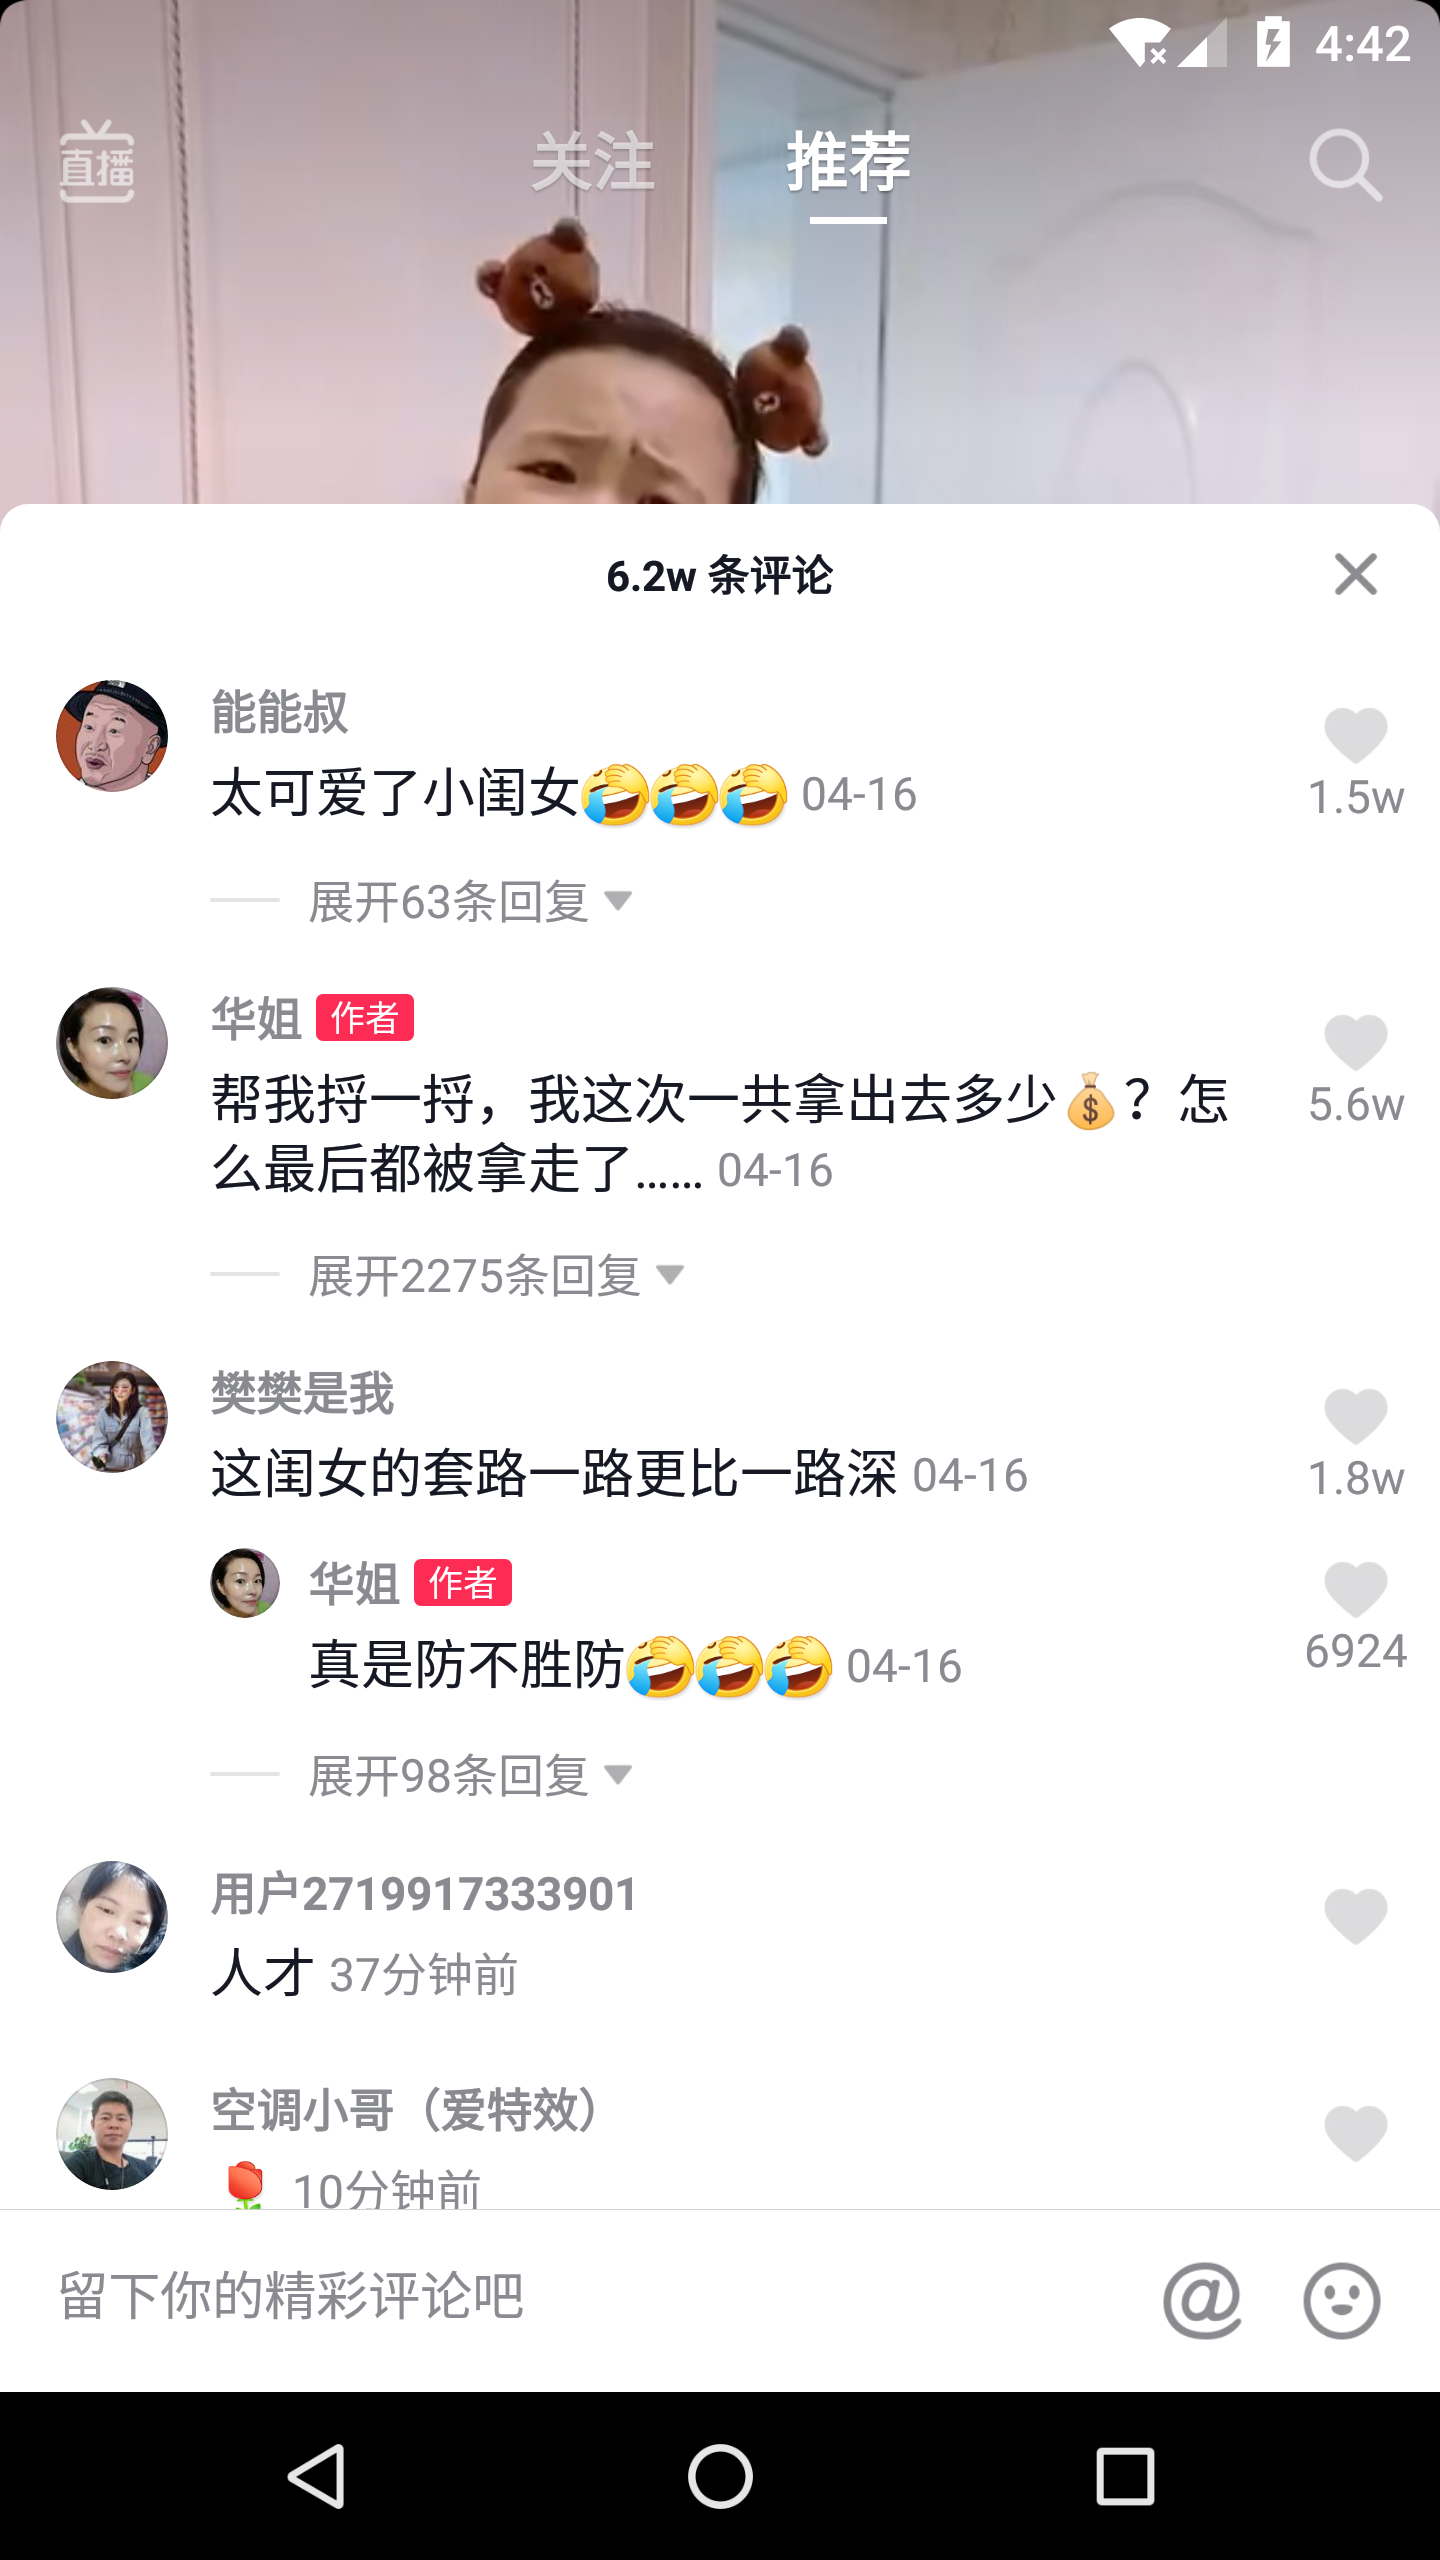 4:42
直播
关注
推荐
6.2w 条评论
能能叔
太可爱了小闺女🤣🤣🤣 04-16
1.5w
展开63条回复
华姐 作者
帮我捋一捋，我这次一共拿出去多少💰？怎
么最后都被拿走了...... 04-16
5.6w
展开2275条回复
樊樊是我
这闺女的套路一路更比一路深 04-16
1.8w
华姐 作者
真是防不胜防🤣🤣🤣 04-16
6924
展开98条回复
用户2719917333901
人才 37分钟前
空调小哥（爱特效）
🌹 10分钟前
留下你的精彩评论吧
@